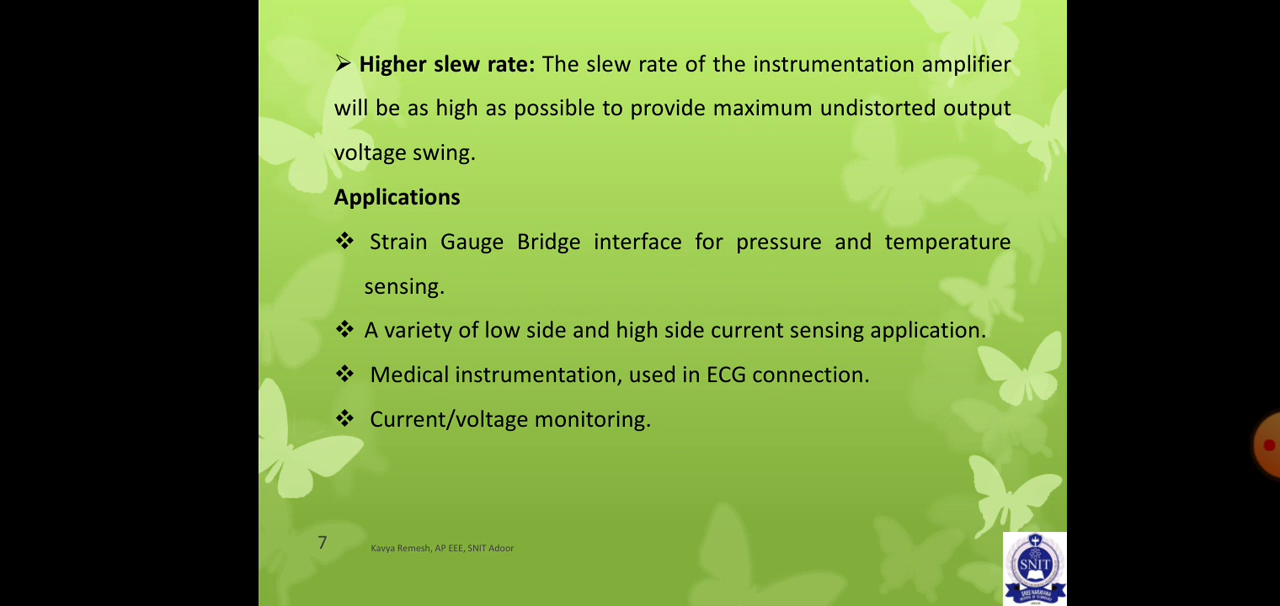 ➢ Higher slew rate: The slew rate of the instrumentation amplifier
will be as high as possible to provide maximum undistorted output
voltage swing.
Applications
❖ Strain Gauge Bridge interface for pressure and temperature
sensing.
❖ A variety of low side and high side current sensing application.
❖ Medical instrumentation, used in ECG connection.
❖ Current/voltage monitoring.
7
Kavya Remesh, AP EEE, SNIT Adoor
SNIT